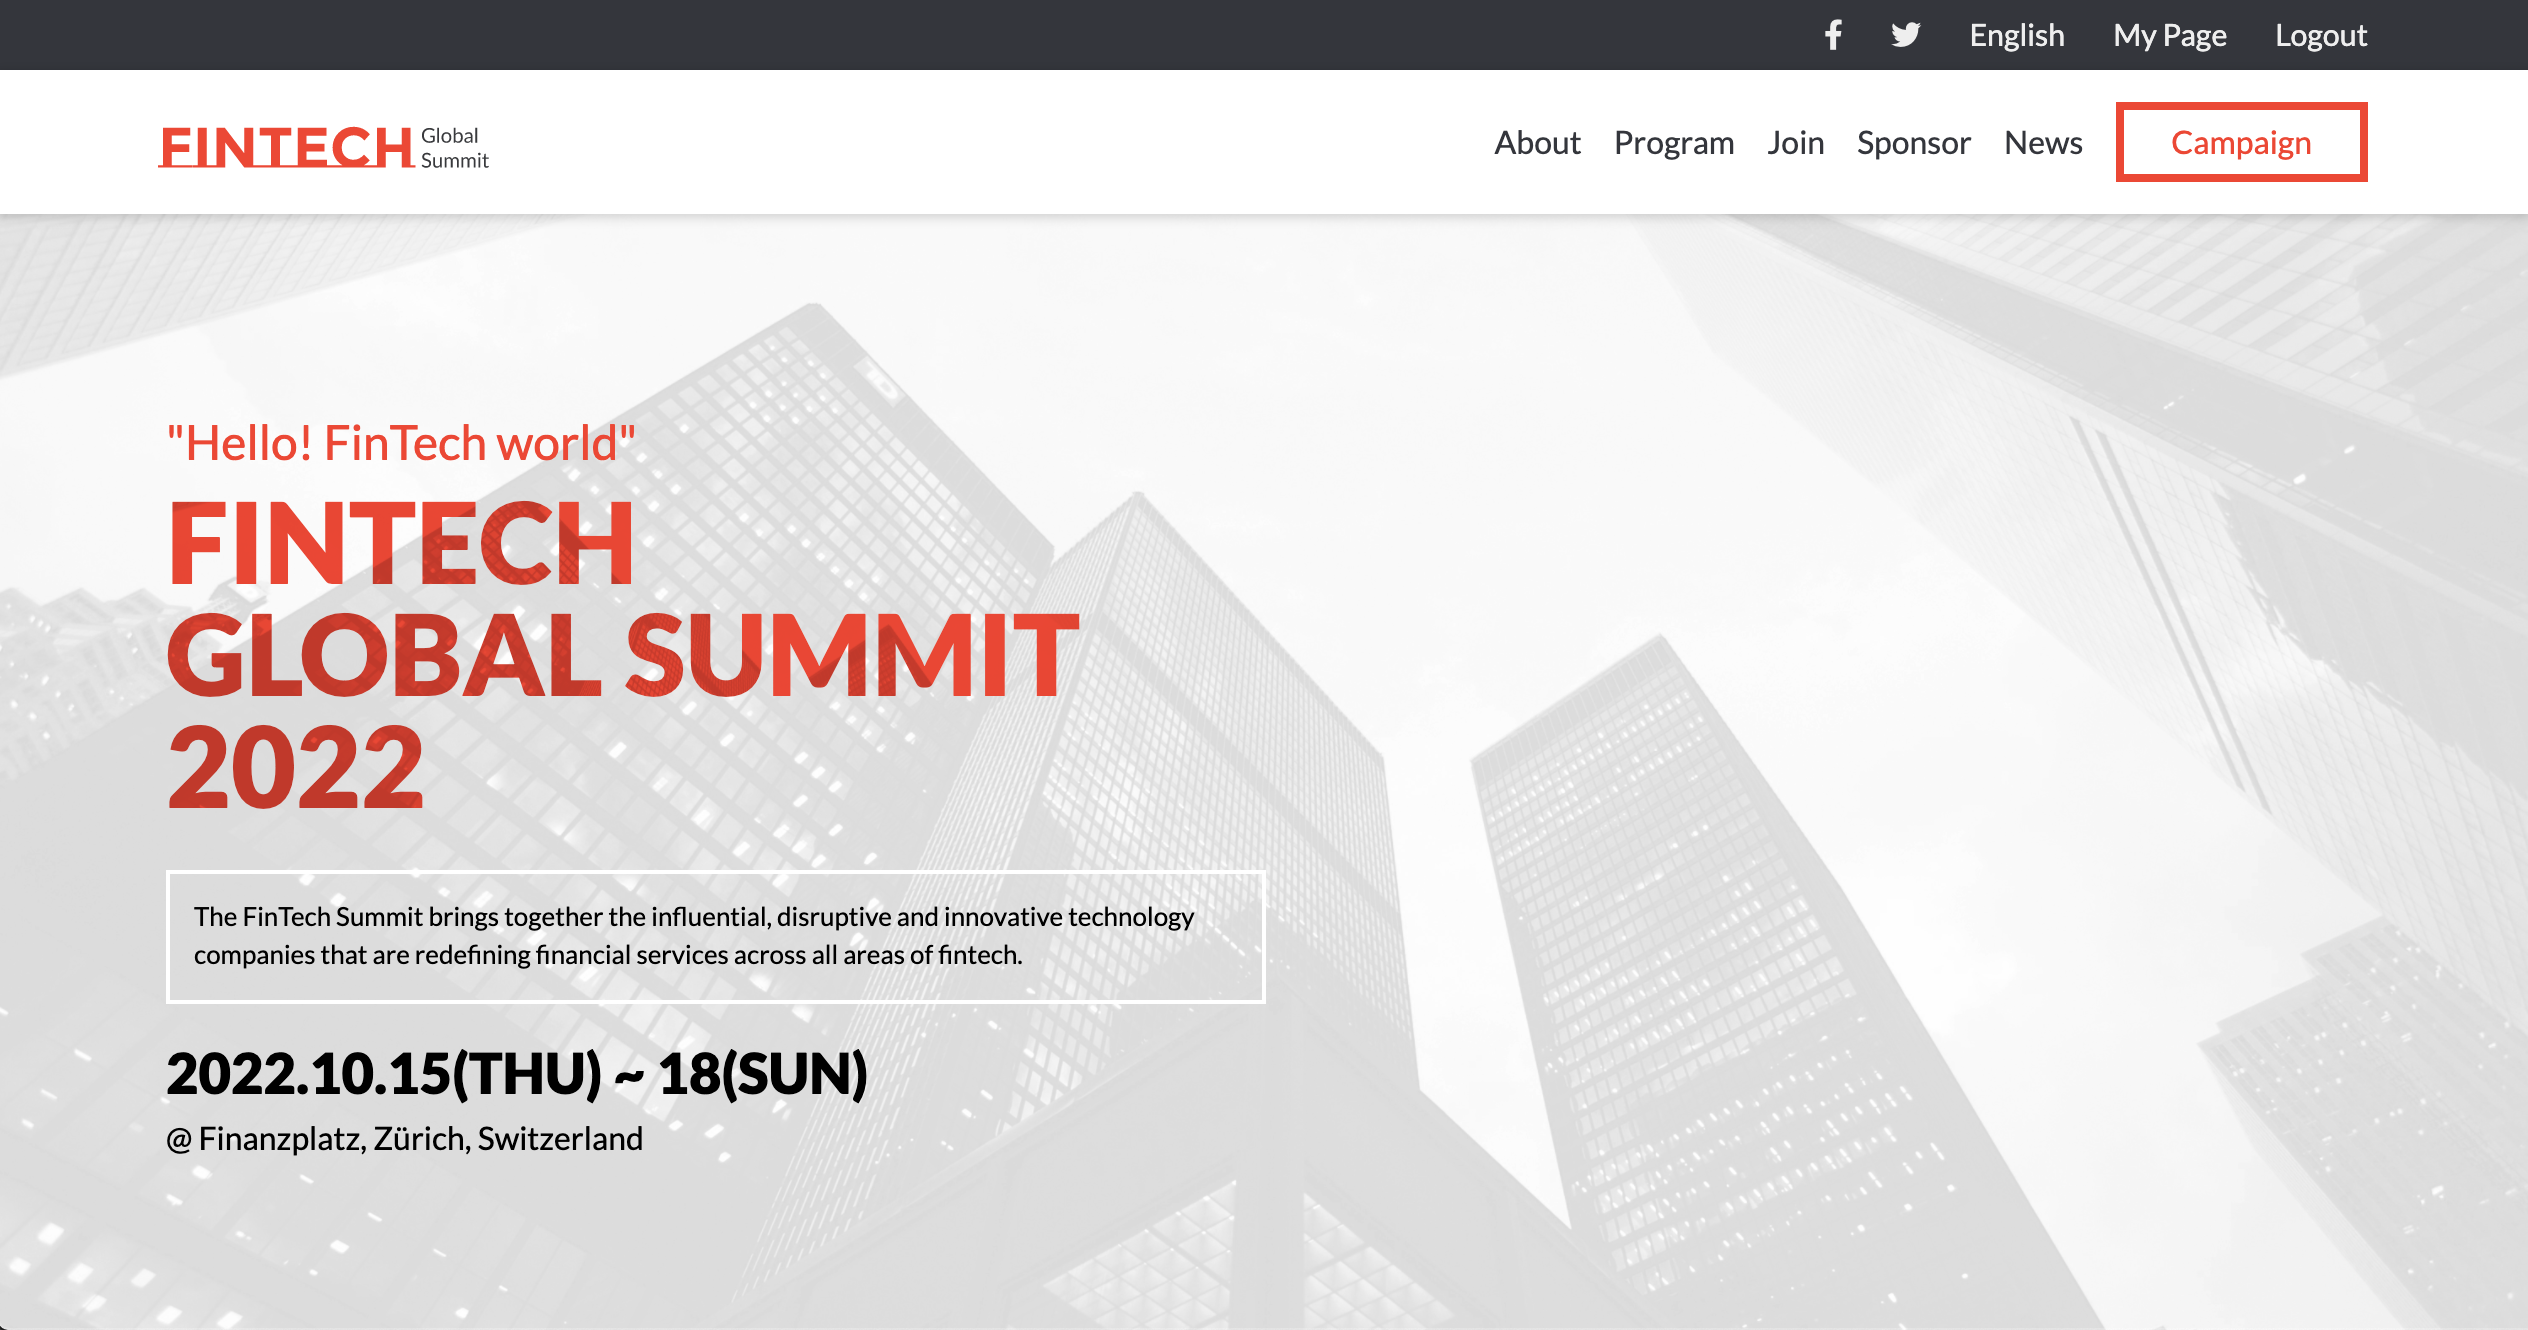 English My Page Logout
FINTECH Global Summit
About Program Join Sponsor News Campaign
"Hello! FinTech world"
FINTECH
GLOBAL SUMMIT
2022
The FinTech Summit brings together the influential, disruptive and innovative technology
companies that are redefining financial services across all areas of fintech.
2022.10.15(THU) ~ 18(SUN)
@ Finanzplatz, Zürich, Switzerland